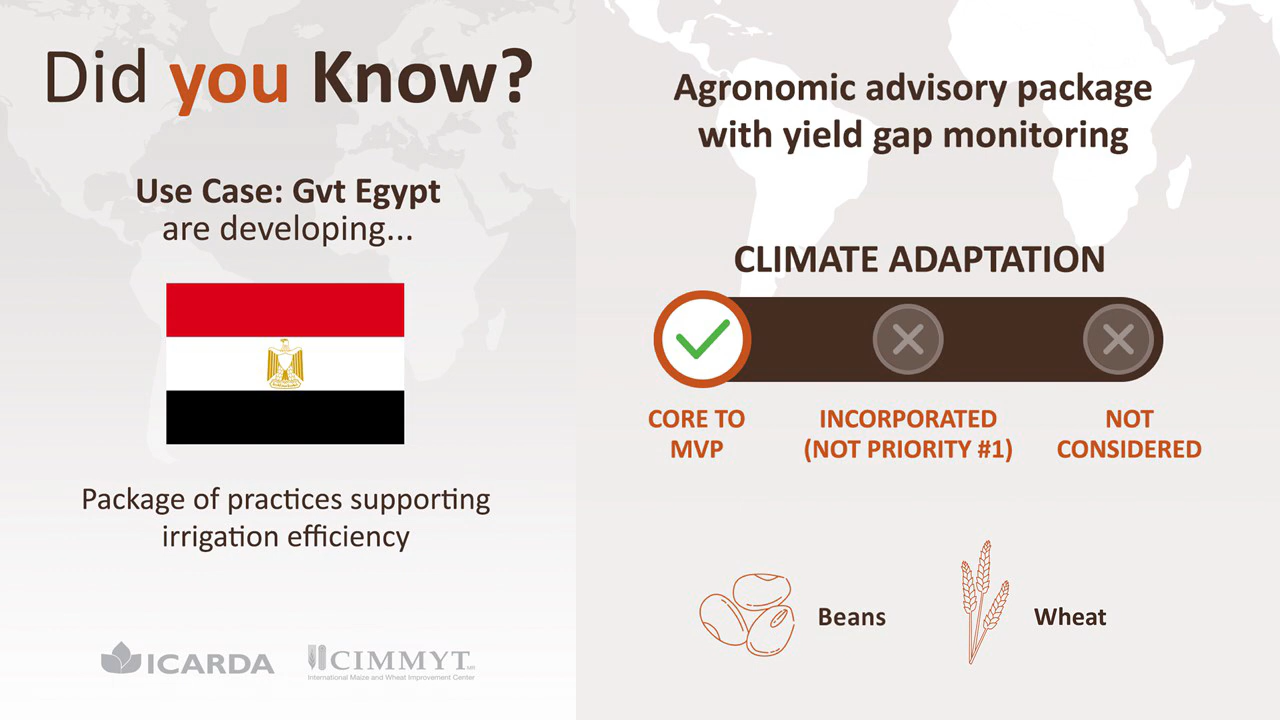 Did you Know?
Use Case: Gvt Egypt
are developing...
Package of practices supporting
irrigation efficiency
ICARDA
CIMMYT
International Maize and Wheat Improvement Center
Agronomic advisory package
with yield gap monitoring
CLIMATE ADAPTATION
CORE TO
MVP
INCORPORATED
(NOT PRIORITY #1)
NOT
CONSIDERED
Beans
Wheat